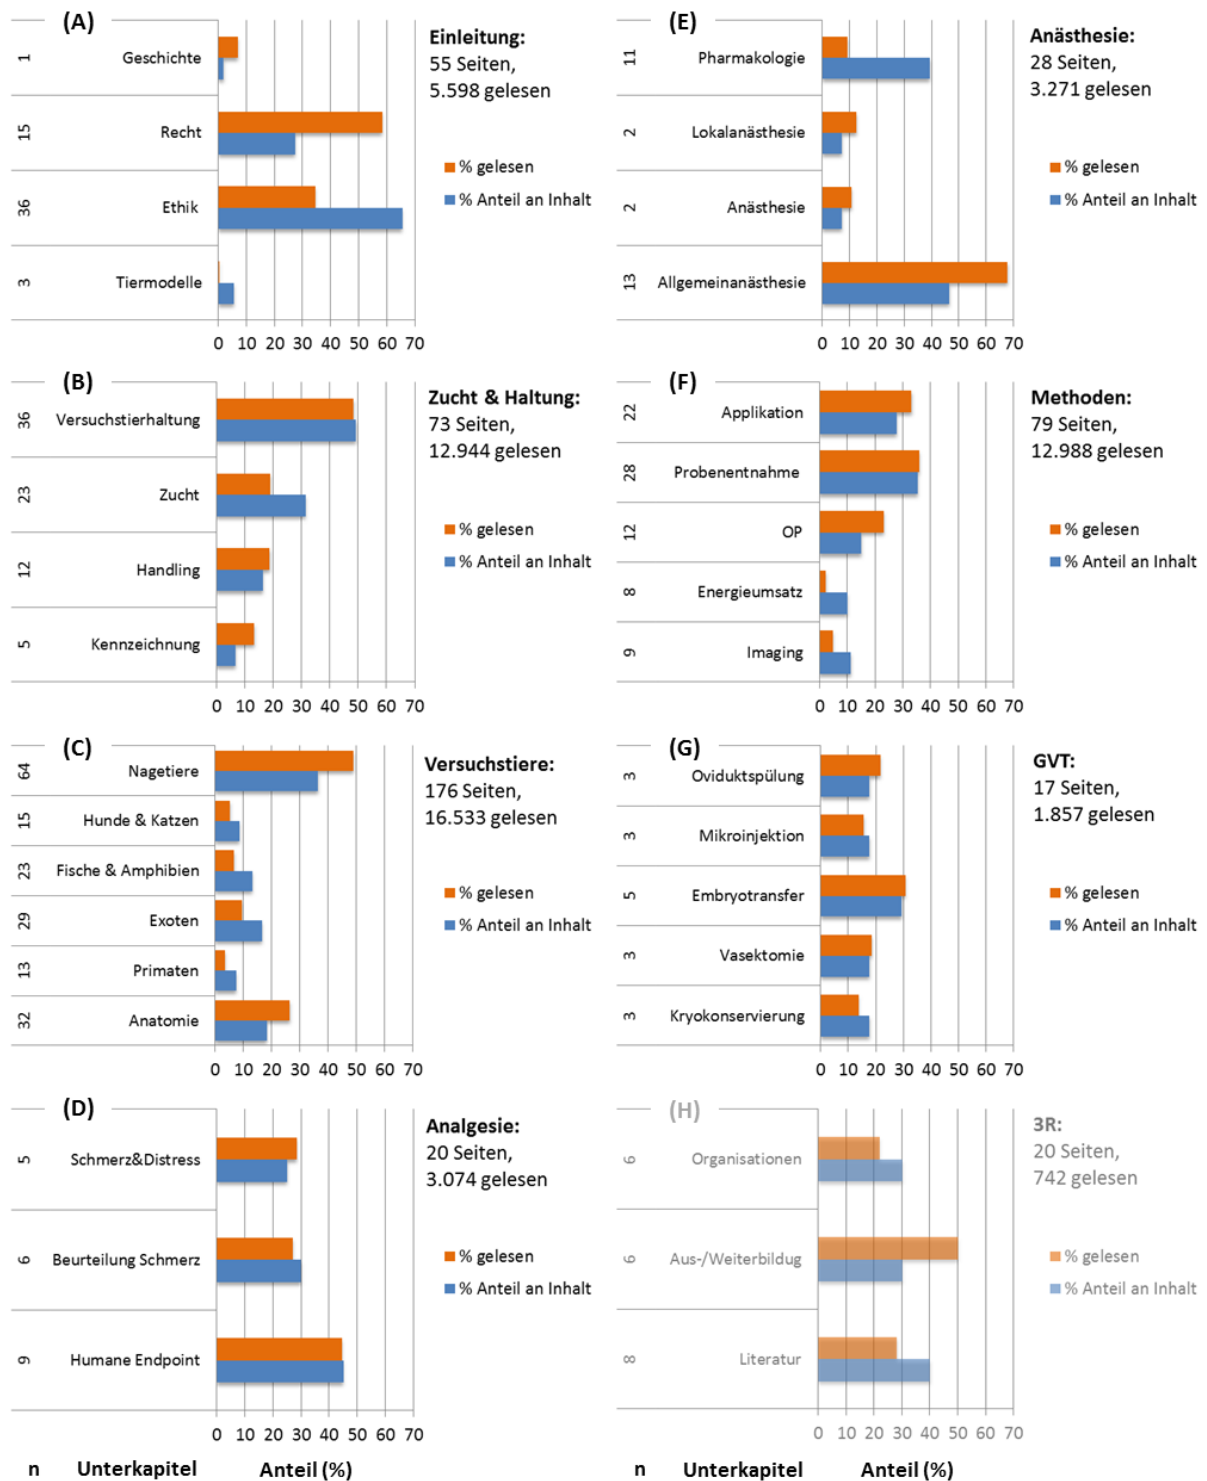 (A)
1 Geschichte
15 Recht
36 Ethik
3 Tiermodelle
0 10 20 30 40 50 60 70
Einleitung:
55 Seiten,
5.598 gelesen
% gelesen
% Anteil an Inhalt
(B)
36 Versuchstierhaltung
23 Zucht
12 Handling
5 Kennzeichnung
0 10 20 30 40 50 60 70
Zucht & Haltung:
73 Seiten,
12.944 gelesen
% gelesen
% Anteil an Inhalt
(C)
64 Nagetiere
15 Hunde & Katzen
23 Fische & Amphibien
29 Exoten
13 Primaten
32 Anatomie
0 10 20 30 40 50 60 70
Versuchstiere:
176 Seiten,
16.533 gelesen
% gelesen
% Anteil an Inhalt
(D)
5 Schmerz&Distress
6 Beurteilung Schmerz
9 Humane Endpoint
0 10 20 30 40 50 60 70
Analgesie:
20 Seiten,
3.074 gelesen
% gelesen
% Anteil an Inhalt
n Unterkapitel Anteil (%)
(E)
11 Pharmakologie
2 Lokalanästhesie
2 Anästhesie
13 Allgemeinanästhesie
0 10 20 30 40 50 60 70
Anästhesie:
28 Seiten,
3.271 gelesen
% gelesen
% Anteil an Inhalt
(F)
22 Applikation
28 Probenentnahme
12 OP
8 Energieumsatz
9 Imaging
0 10 20 30 40 50 60 70
Methoden:
79 Seiten,
12.988 gelesen
% gelesen
% Anteil an Inhalt
(G)
3 Oviduktspülung
3 Mikroinjektion
5 Embryotransfer
3 Vasektomie
3 Kryokonservierung
0 10 20 30 40 50 60 70
GVT:
17 Seiten,
1.857 gelesen
% gelesen
% Anteil an Inhalt
(H)
6 Organisationen
6 Aus-/Weiterbildug
8 Literatur
0 10 20 30 40 50 60 70
3R:
20 Seiten,
742 gelesen
% gelesen
% Anteil an Inhalt
n Unterkapitel Anteil (%)